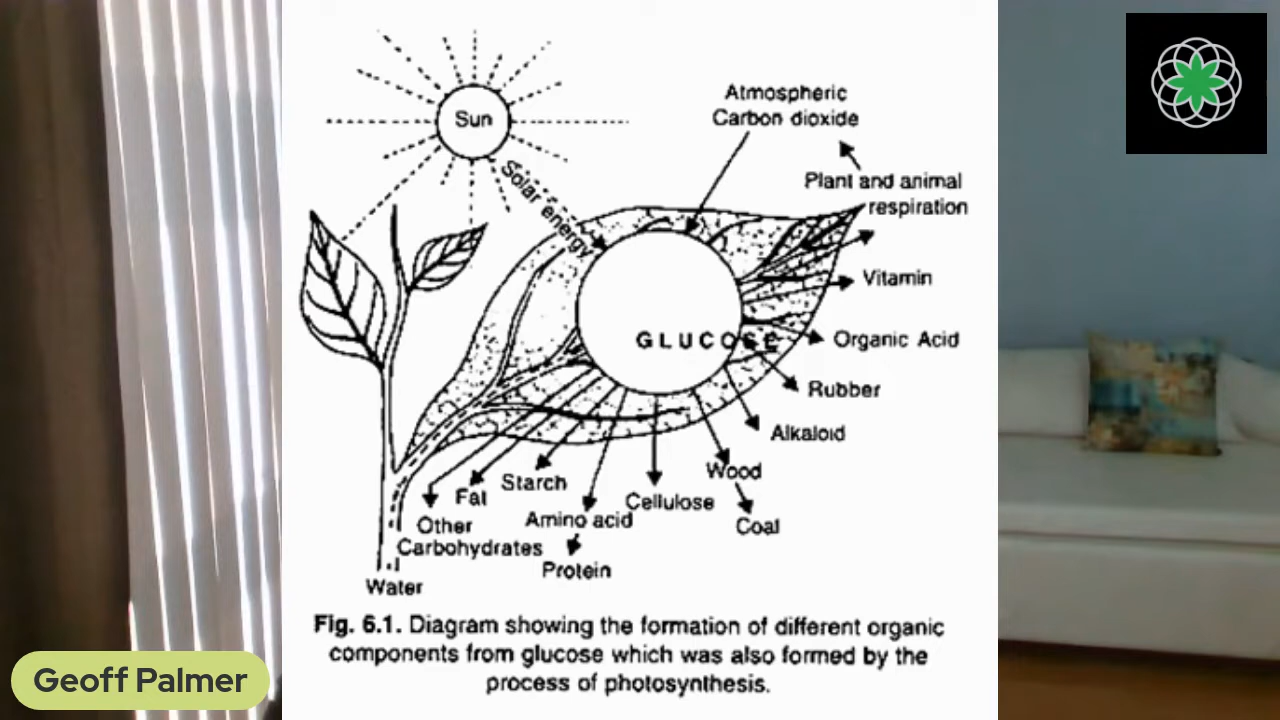 Sun
Solar energy
Atmospheric
Carbon dioxide
Plant and animal
respiration
Vitamin
GLUCOSE
Organic Acid
Rubber
Alkaloid
Wood
Coal
Cellulose
Starch
Amino acid
Protein
Fat
Other
Carbohydrates
Water
Fig. 6.1. Diagram showing the formation of different organic
components from glucose which was also formed by the
process of photosynthesis.
Geoff Palmer